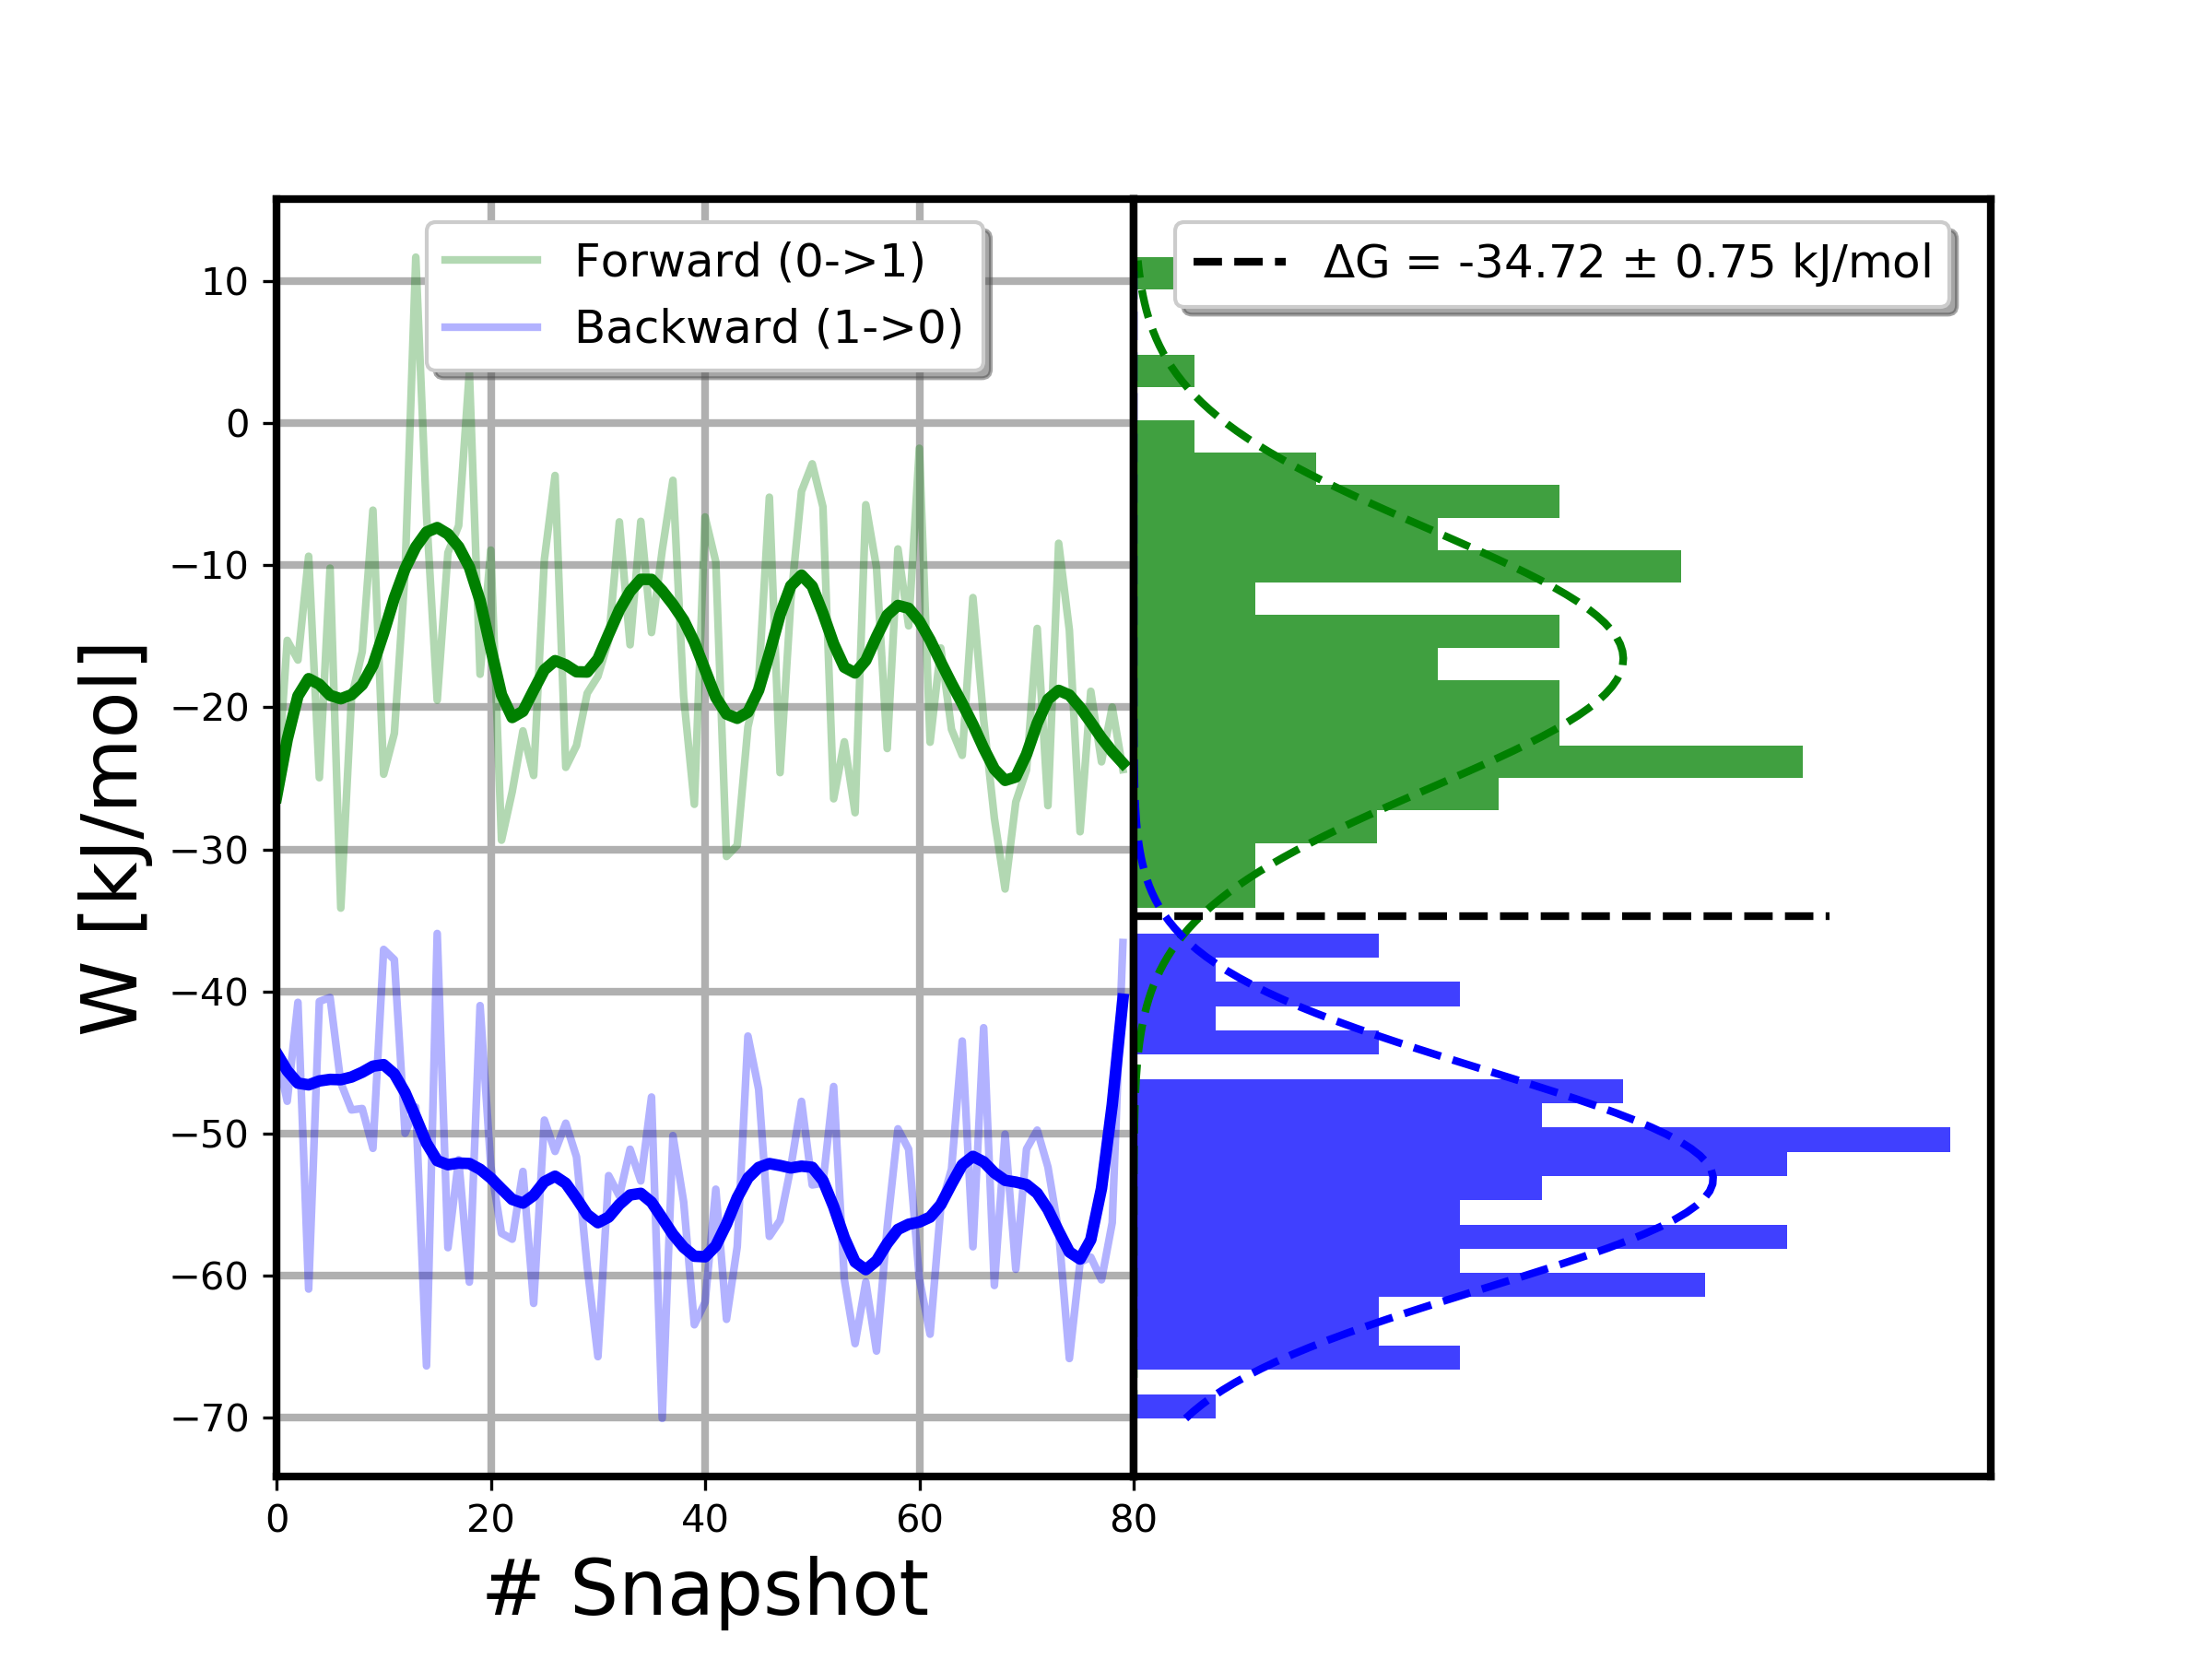 Forward (0->1)
Backward (1->0)
ΔG = -34.72 ± 0.75 kJ/mol
W [kJ/mol]
10
0
−10
−20
−30
−40
−50
−60
−70
0 20 40 60 80
# Snapshot